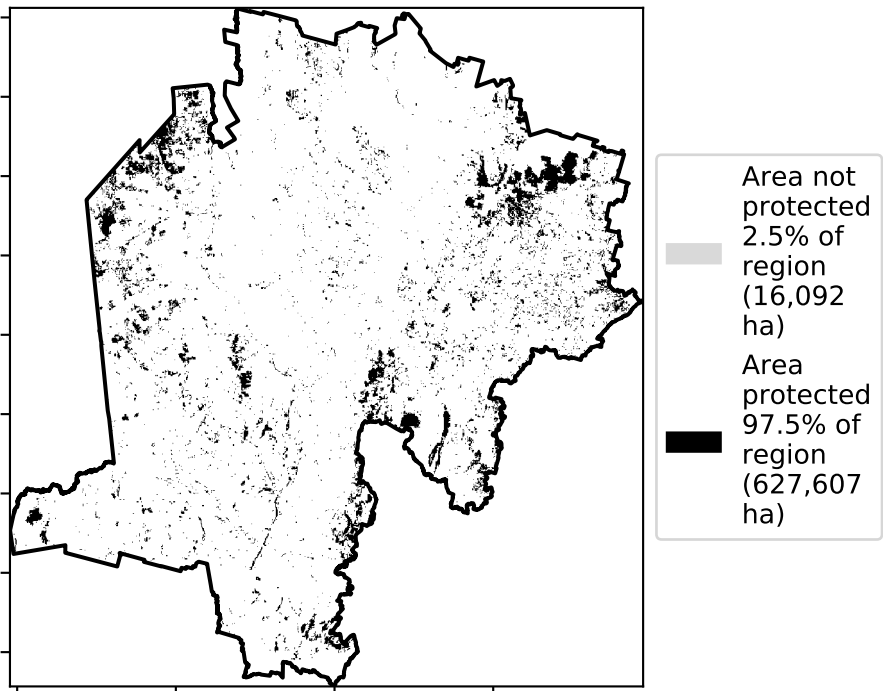 Area not
protected
2.5% of
region
(16,092
ha)
Area
protected
97.5% of
region
(627,607
ha)